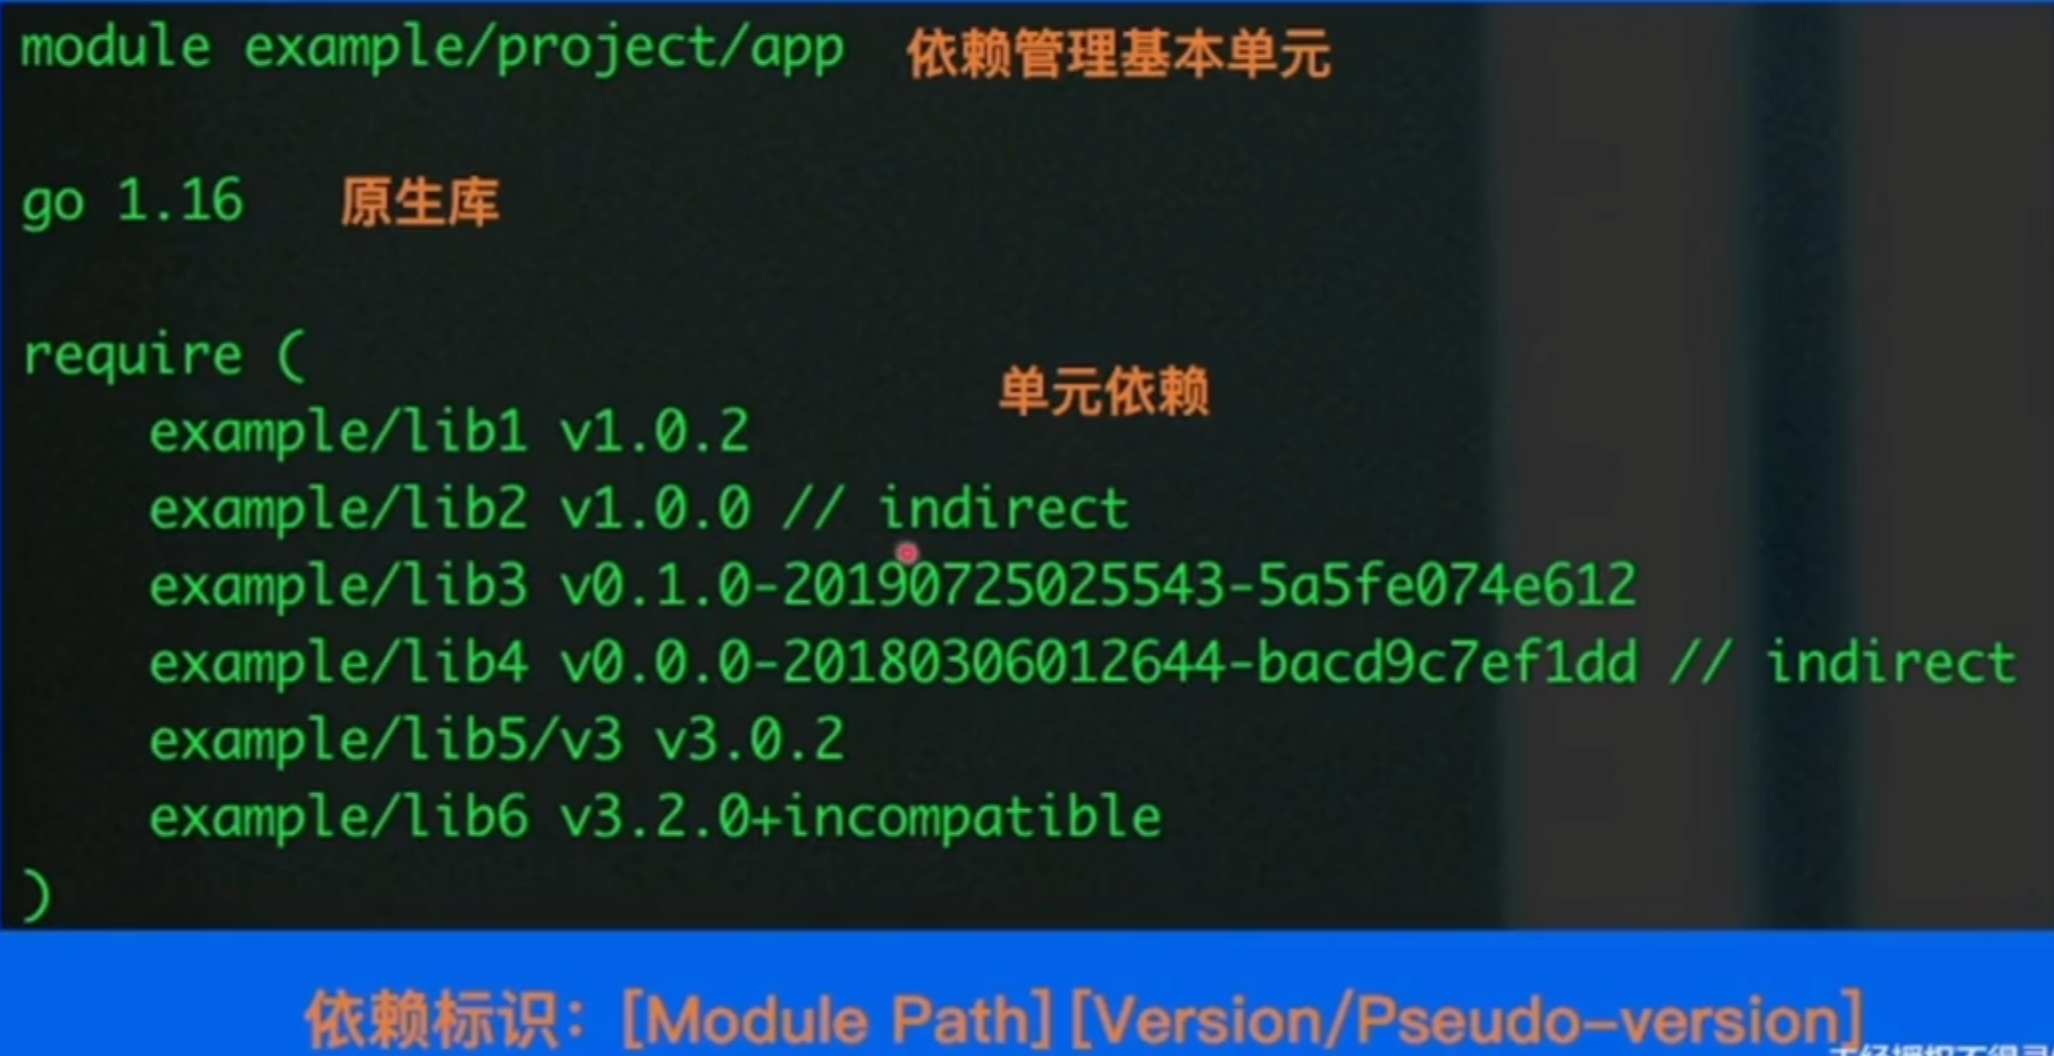 module example/project/app 依赖管理基本单元
go 1.16 原生库
require (
单元依赖
example/lib1 v1.0.2
example/lib2 v1.0.0 // indirect
example/lib3 v0.1.0-20190725025543-5a5fe074e612
example/lib4 v0.0.0-20180306012644-bacd9c7ef1dd // indirect
example/lib5/v3 v3.0.2
example/lib6 v3.2.0+incompatible
)
依赖标识：[Module Path][Version/Pseudo-version]